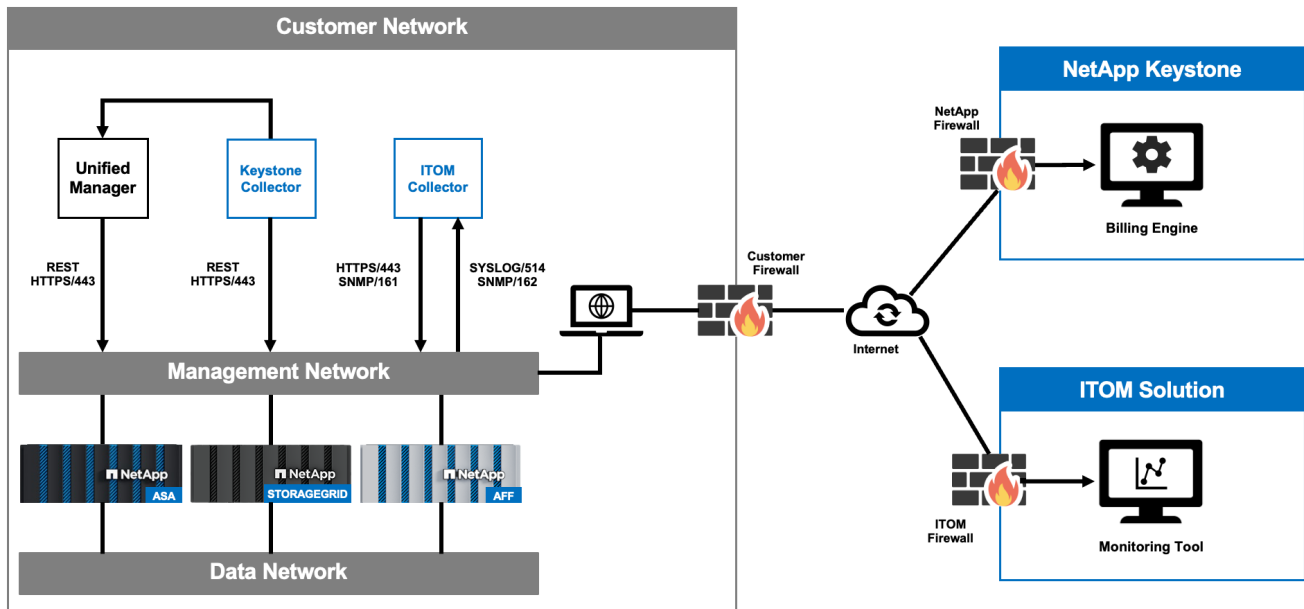 Customer Network
Unified
Manager
Keystone
Collector
ITOM
Collector
REST
HTTPS/443
REST
HTTPS/443
HTTPS/443
SNMP/161
SYSLOG/514
SNMP/162
Management Network
NetApp
ASA
NetApp
STORAGEGRID
NetApp
AFF
Data Network
Customer
Firewall
Internet
NetApp
Firewall
NetApp Keystone
Billing Engine
ITOM Solution
ITOM
Firewall
Monitoring Tool